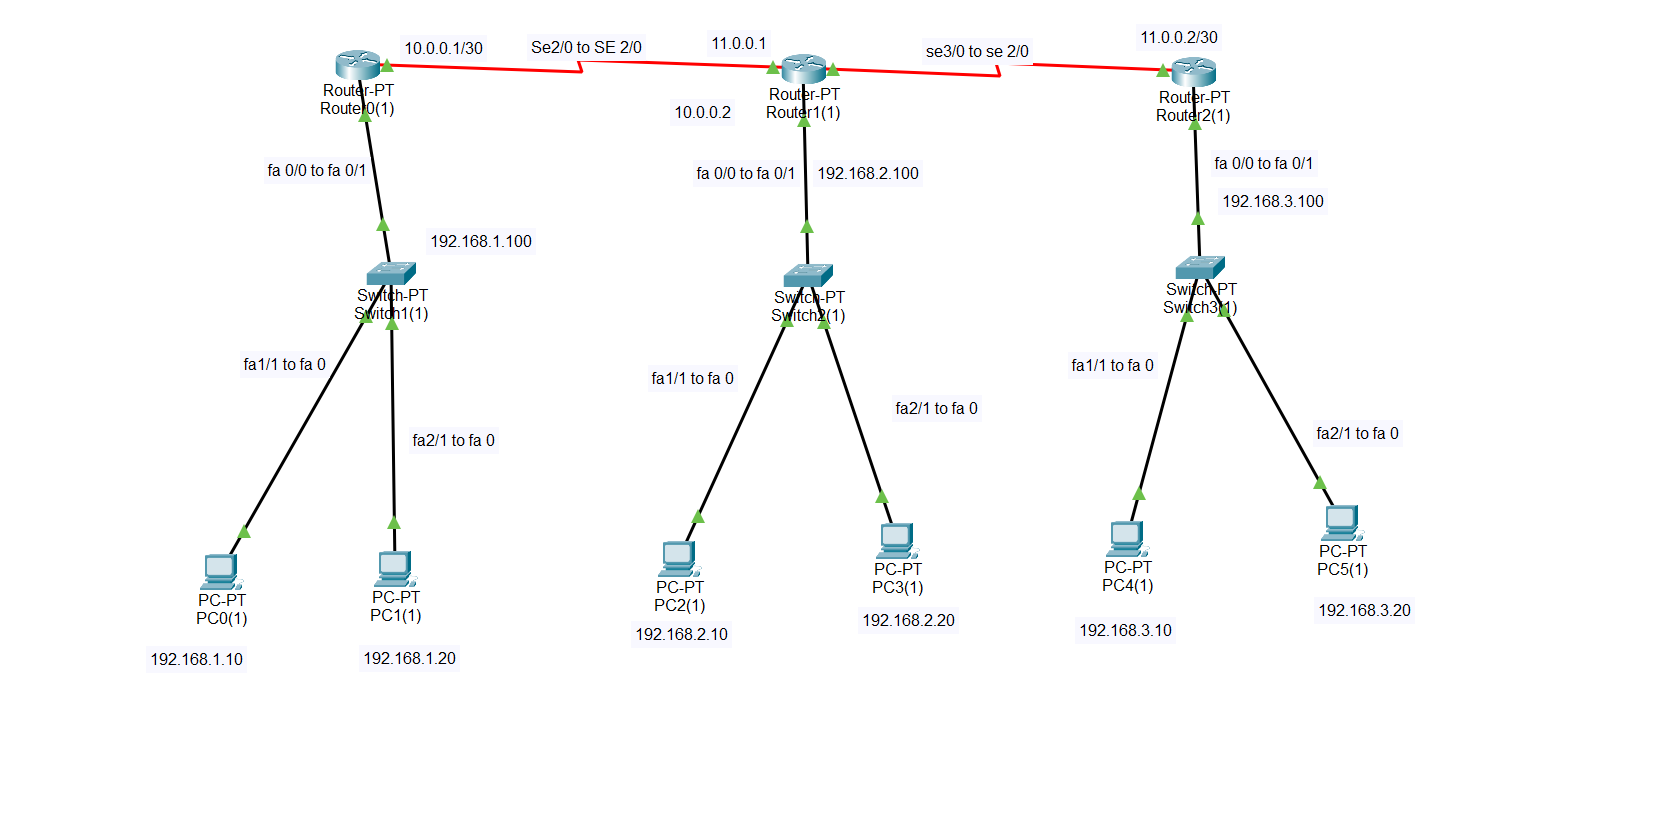 10.0.0.1/30
Se2/0 to SE 2/0
11.0.0.1
se3/0 to se 2/0
11.0.0.2/30
Router-PT
Router0(1)
Router-PT
Router1(1)
Router-PT
Router2(1)
10.0.0.2
fa 0/0 to fa 0/1
fa 0/0 to fa 0/1
192.168.2.100
fa 0/0 to fa 0/1
192.168.3.100
192.168.1.100
Switch-PT
Switch1(1)
Switch-PT
Switch2(1)
Switch-PT
Switch3(1)
fa1/1 to fa 0
fa1/1 to fa 0
fa1/1 to fa 0
fa2/1 to fa 0
fa2/1 to fa 0
fa2/1 to fa 0
PC-PT
PC0(1)
PC-PT
PC1(1)
PC-PT
PC2(1)
PC-PT
PC3(1)
PC-PT
PC4(1)
PC-PT
PC5(1)
192.168.1.10
192.168.1.20
192.168.2.10
192.168.2.20
192.168.3.10
192.168.3.20